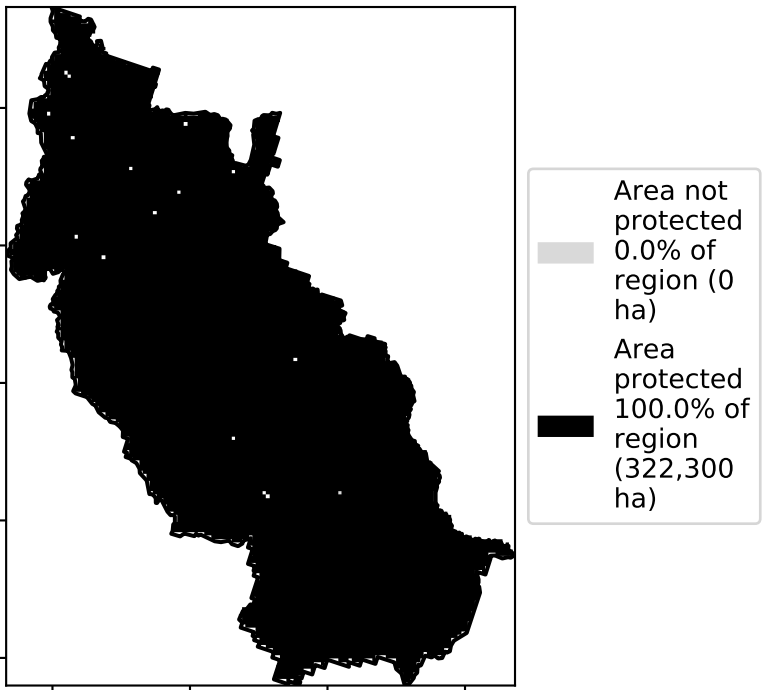 Area not
protected
0.0% of
region (0
ha)
Area
protected
100.0% of
region
(322,300
ha)